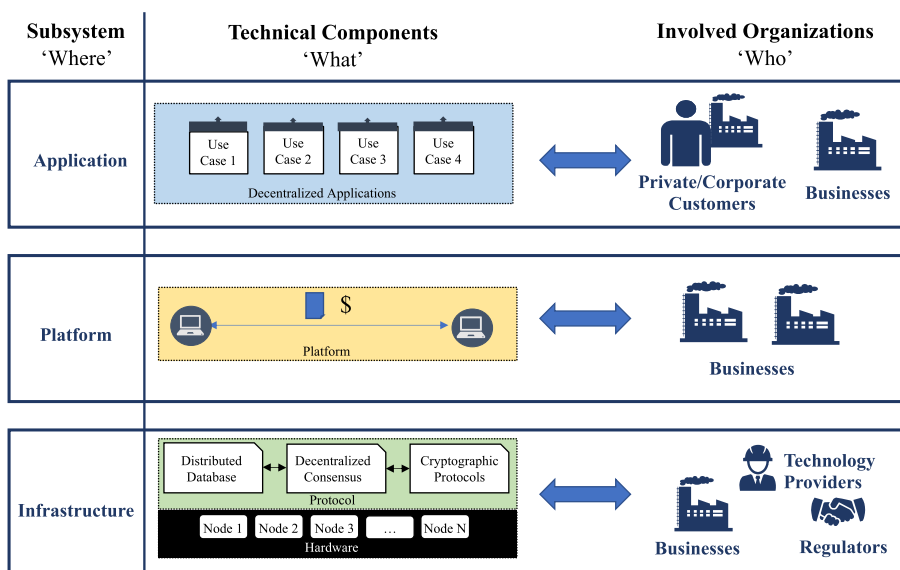 Subsystem
‘Where’
Technical Components
‘What’
Involved Organizations
‘Who’
Application
Use
Case 1
Use
Case 2
Use
Case 3
Use
Case 4
Decentralized Applications
Private/Corporate
Customers
Businesses
Platform
$
Platform
Businesses
Infrastructure
Distributed
Database
Decentralized
Consensus
Cryptographic
Protocols
Protocol
Node 1
Node 2
Node 3
…
Node N
Hardware
Technology
Providers
Businesses
Regulators